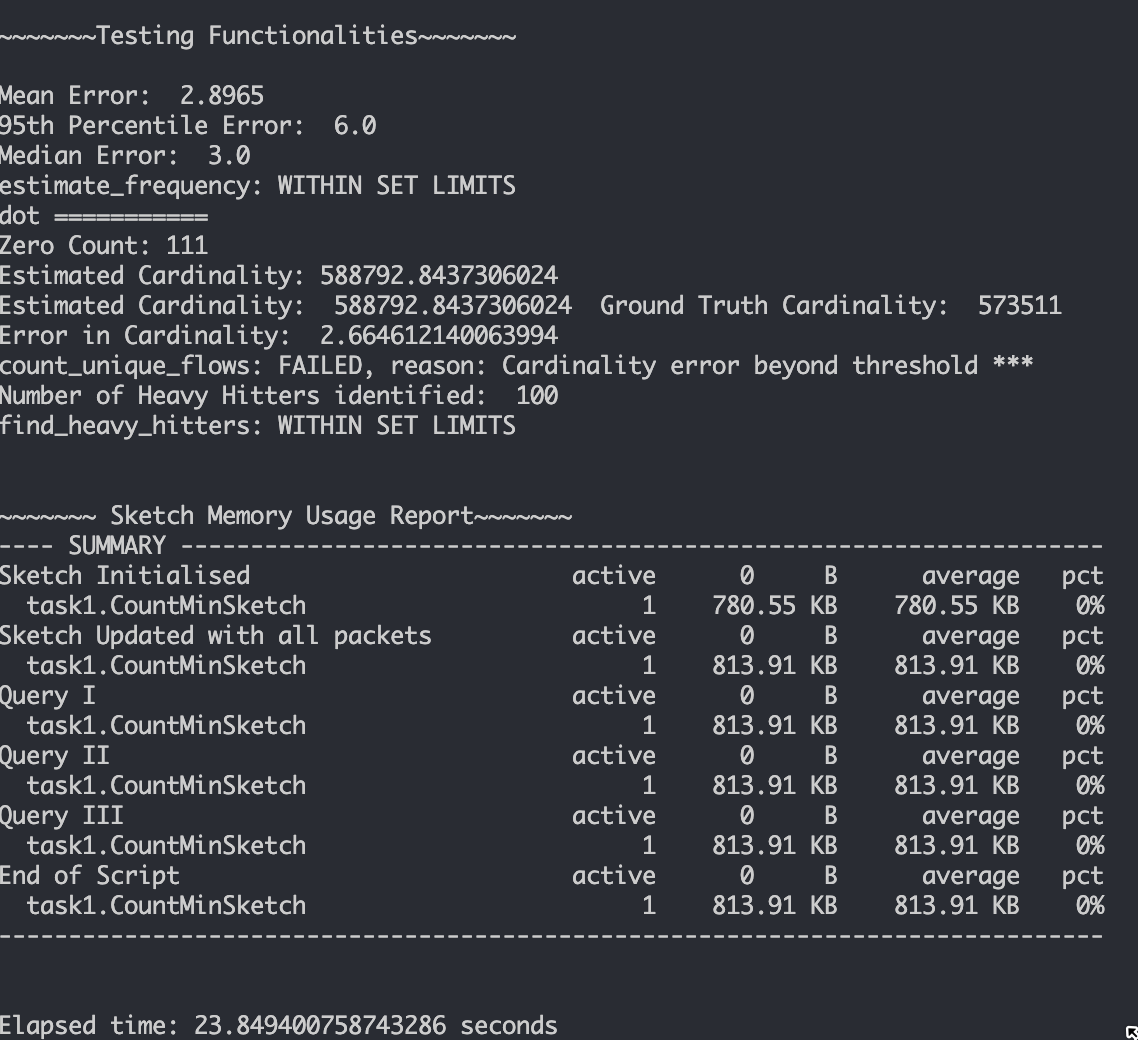 ~~~~~~~Testing Functionalities~~~~~~~
Mean Error:  2.8965
95th Percentile Error:  6.0
Median Error:  3.0
estimate_frequency: WITHIN SET LIMITS
dot ===========
Zero Count: 111
Estimated Cardinality: 588792.8437306024
Estimated Cardinality:  588792.8437306024  Ground Truth Cardinality:  573511
Error in Cardinality:  2.664612140063994
count_unique_flows: FAILED, reason: Cardinality error beyond threshold ***
Number of Heavy Hitters identified:  100
find_heavy_hitters: WITHIN SET LIMITS
~~~~~~~ Sketch Memory Usage Report~~~~~~~
---- SUMMARY ------------------------------------------------------------------
Sketch Initialised                       active      0     B      average   pct
  task1.CountMinSketch                        1    780.55 KB    780.55 KB    0%
Sketch Updated with all packets          active      0     B      average   pct
  task1.CountMinSketch                        1    813.91 KB    813.91 KB    0%
Query I                                  active      0     B      average   pct
  task1.CountMinSketch                        1    813.91 KB    813.91 KB    0%
Query II                                 active      0     B      average   pct
  task1.CountMinSketch                        1    813.91 KB    813.91 KB    0%
Query III                                active      0     B      average   pct
  task1.CountMinSketch                        1    813.91 KB    813.91 KB    0%
End of Script                            active      0     B      average   pct
  task1.CountMinSketch                        1    813.91 KB    813.91 KB    0%
-------------------------------------------------------------------------------
Elapsed time: 23.849400758743286 seconds